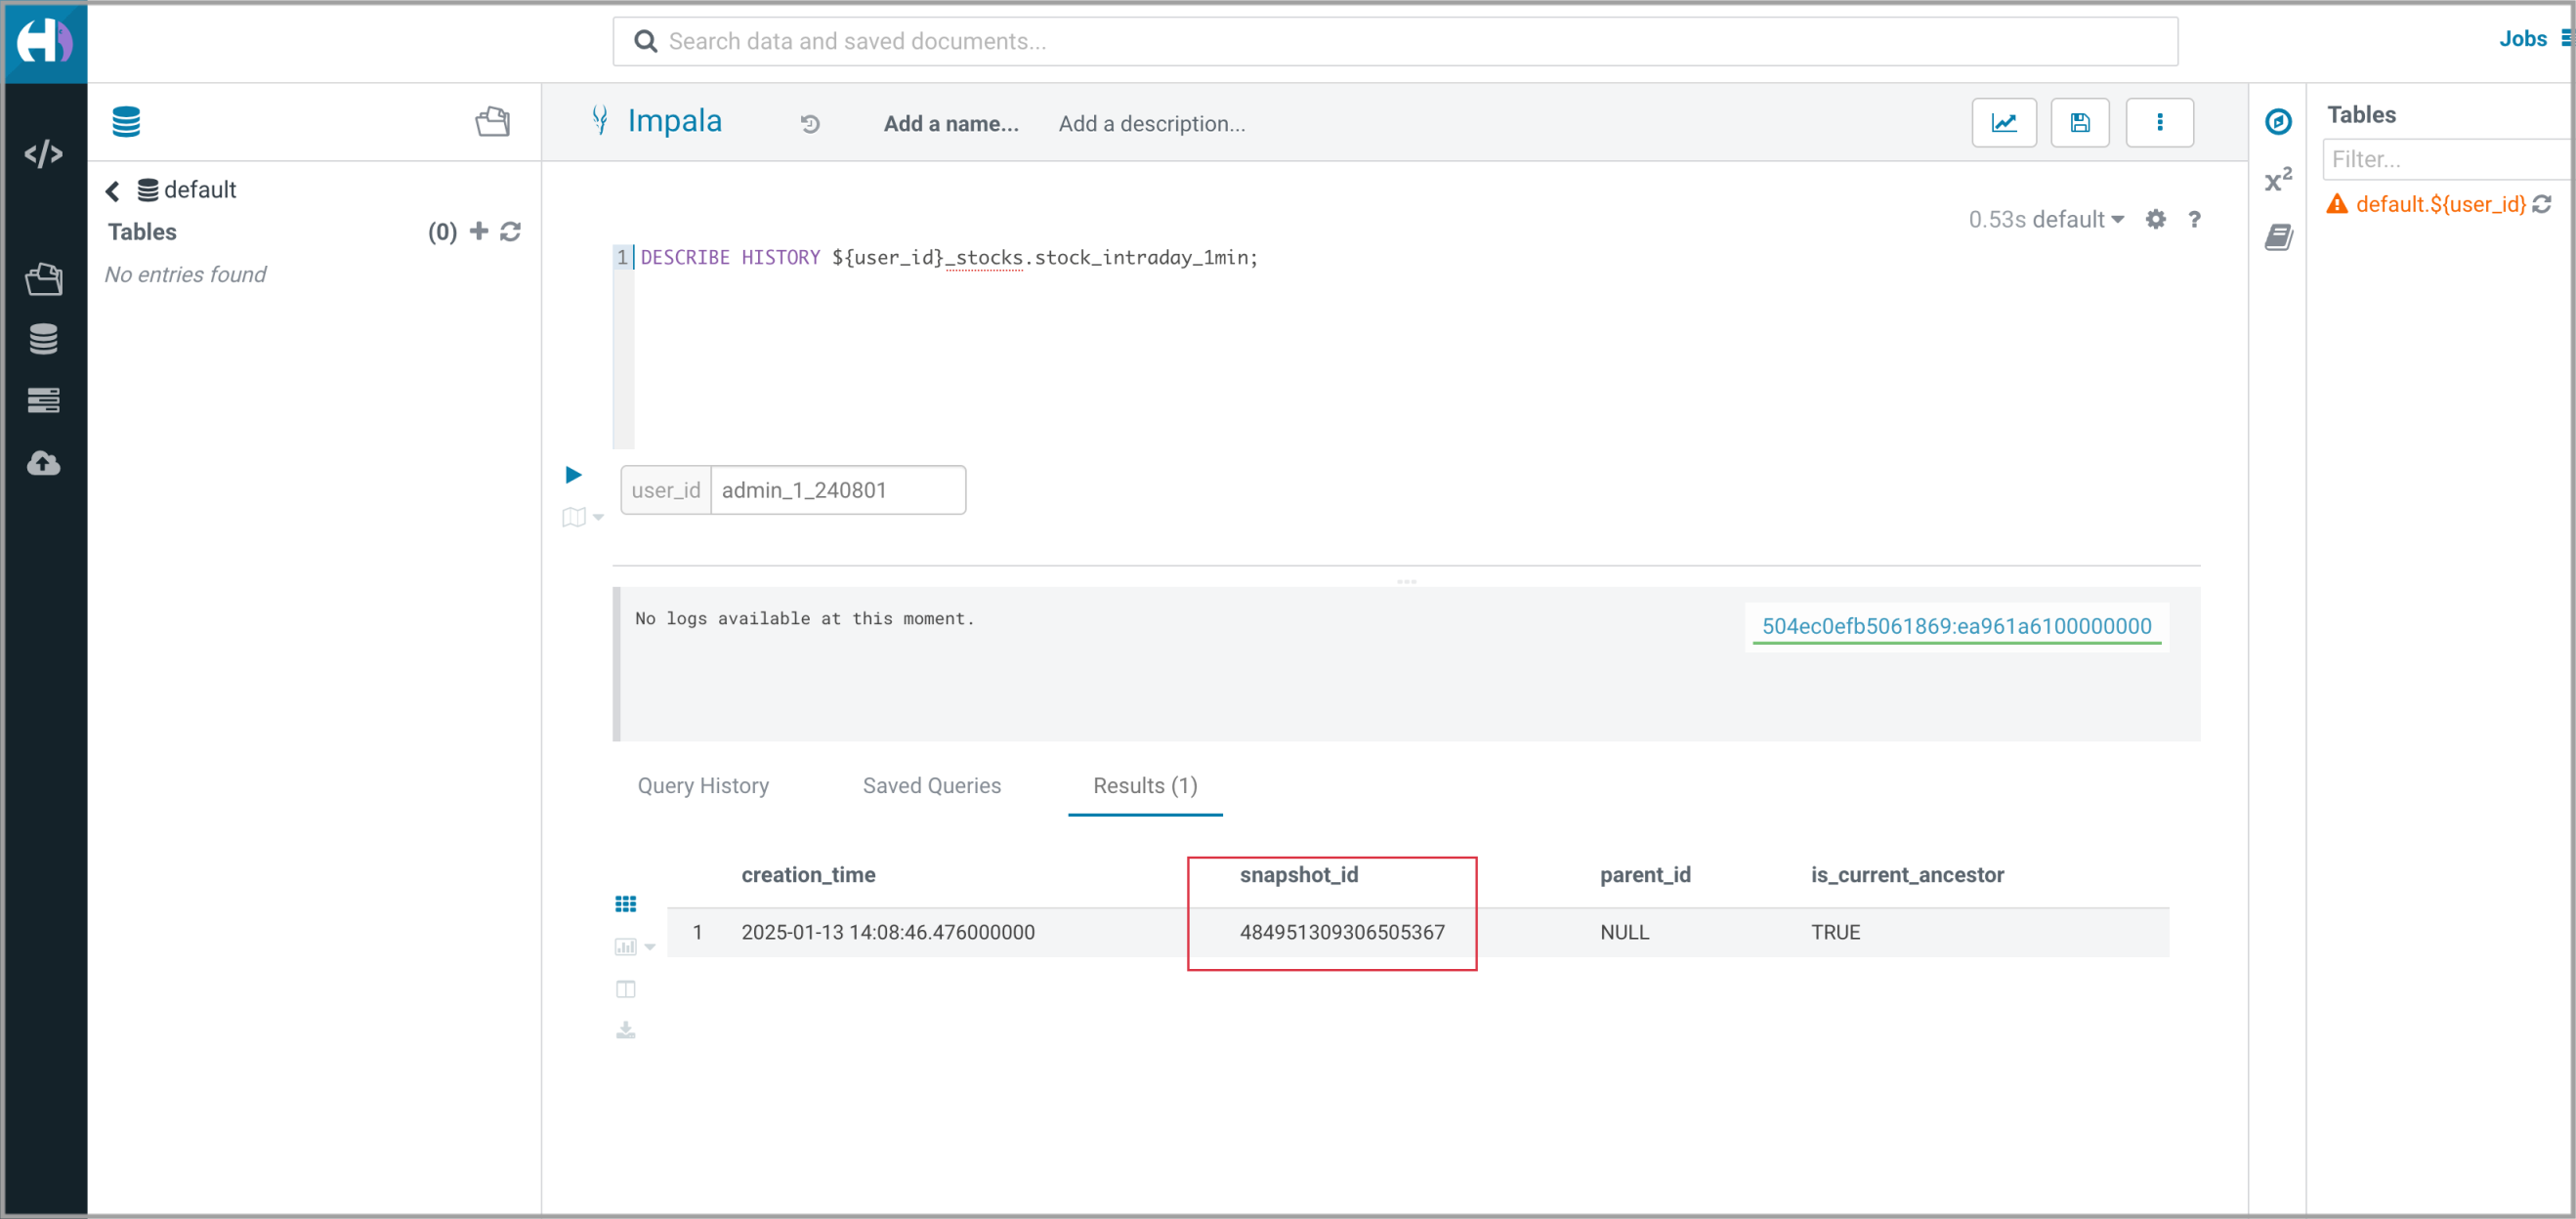 Search data and saved documents...
Jobs
Impala
Add a name...
Add a description...
Tables
Filter...
default.${user_id}
default
Tables
(0)
No entries found
0.53s default
?
1
DESCRIBE HISTORY ${user_id}_stocks.stock_intraday_1min;
user_id
admin_1_240801
No logs available at this moment.
504ec0efb5061869:ea961a6100000000
Query History
Saved Queries
Results (1)
creation_time
snapshot_id
parent_id
is_current_ancestor
1
2025-01-13 14:08:46.476000000
484951309306505367
NULL
TRUE
x²